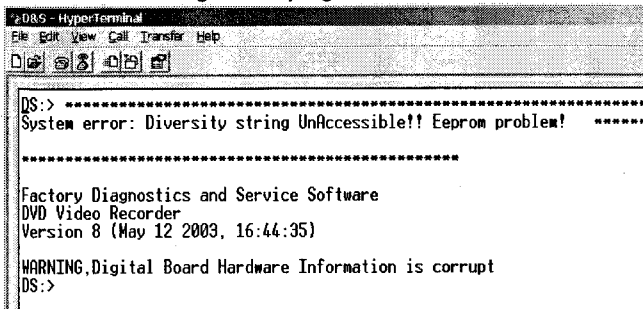 D&S - HyperTerminal
File Edit View Call Transfer Help
DS:> **********************************************************************
System error: Diversity string UnAccessible!! Eeprom problem! ******
******************************************************
Factory Diagnostics and Service Software
DVD Video Recorder
Version 8 (May 12 2003, 16:44:35)
WARNING,Digital Board Hardware Information is corrupt
DS:>